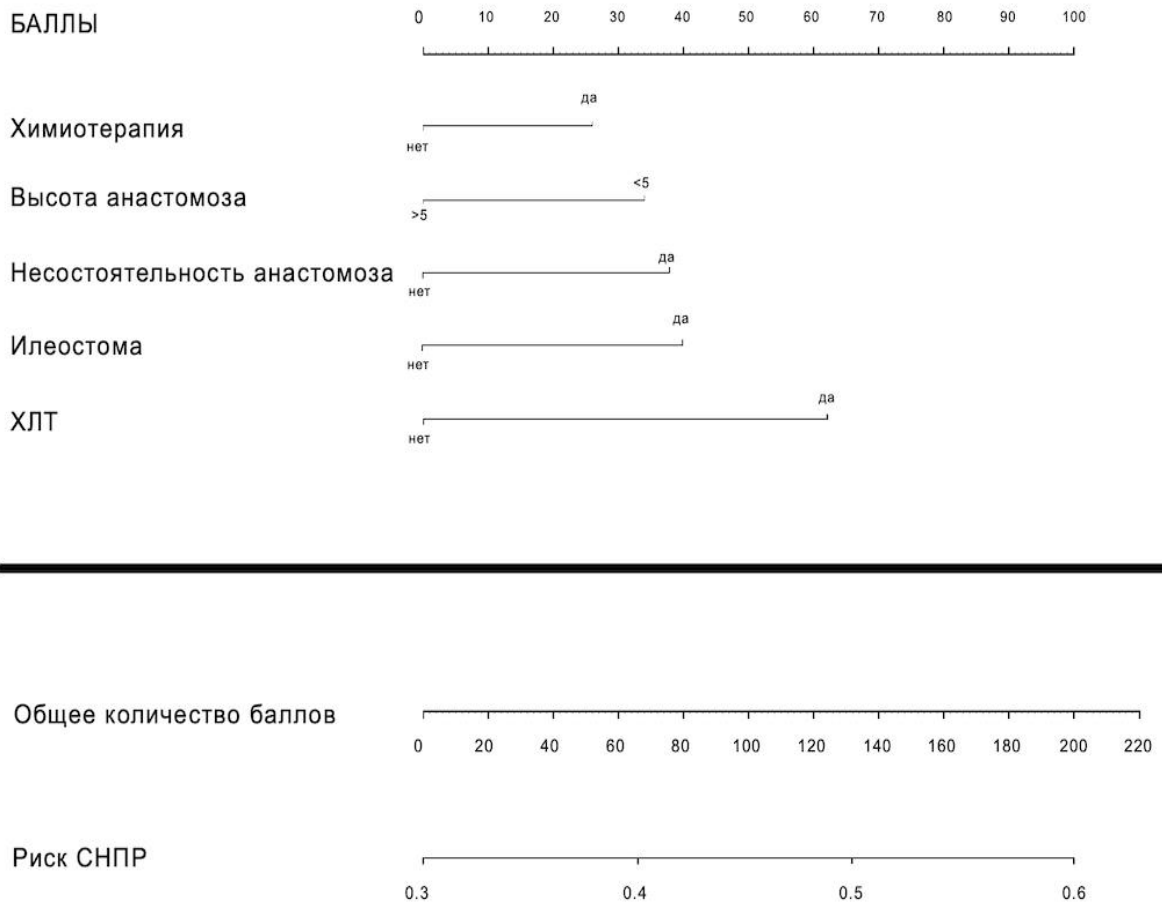 БАЛЛЫ 0 10 20 30 40 50 60 70 80 90 100
да
Химиотерапия
нет
<5
Высота анастомоза
>5
да
Несостоятельность анастомоза
нет
да
Илеостома
нет
да
ХЛТ
нет
Общее количество баллов
0 20 40 60 80 100 120 140 160 180 200 220
Риск СНПР
0.3 0.4 0.5 0.6